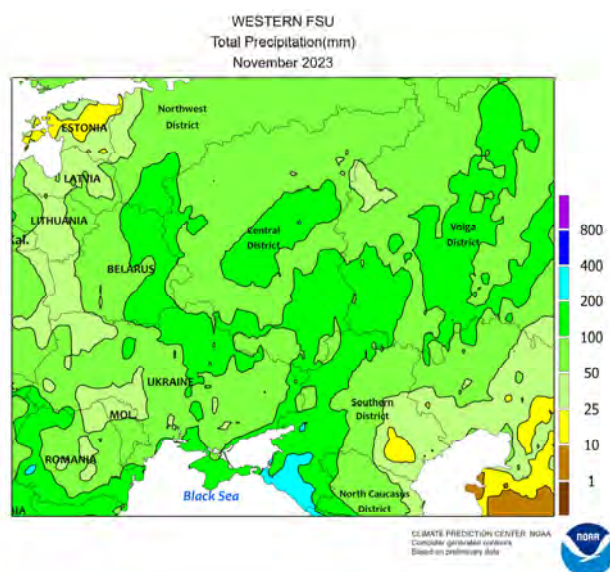 WESTERN FSU
Total Precipitation(mm)
November 2023
Northwest
District
ESTONIA
LATVIA
LITHUANIA
Kal.
Central
District
Volga
District
BELARUS
UKRAINE
MOL.
Southern
District
ROMANIA
Black Sea
North Caucasus
District
800
400
200
100
50
25
10
1
CLIMATE PREDICTION CENTER, NOAA
Computer generated contours
Based on preliminary data
NOAA